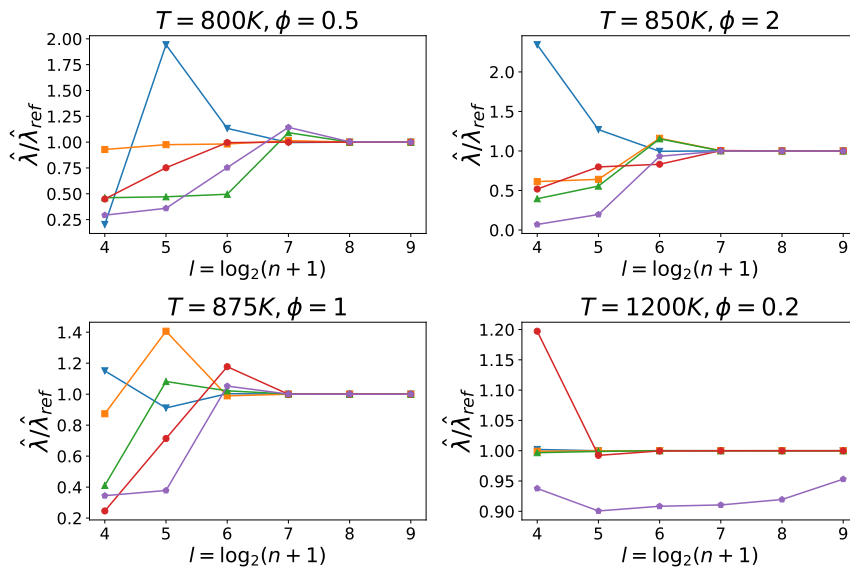 T = 800K, ϕ = 0.5
2.00
1.75
1.50
1.25
1.00
0.75
0.50
0.25
λ̂/λ̂ref
4 5 6 7 8 9
l = log2(n + 1)
T = 850K, ϕ = 2
2.0
1.5
1.0
0.5
0.0
λ̂/λ̂ref
4 5 6 7 8 9
l = log2(n + 1)
T = 875K, ϕ = 1
1.4
1.2
1.0
0.8
0.6
0.4
0.2
λ̂/λ̂ref
4 5 6 7 8 9
l = log2(n + 1)
T = 1200K, ϕ = 0.2
1.20
1.15
1.10
1.05
1.00
0.95
0.90
λ̂/λ̂ref
4 5 6 7 8 9
l = log2(n + 1)